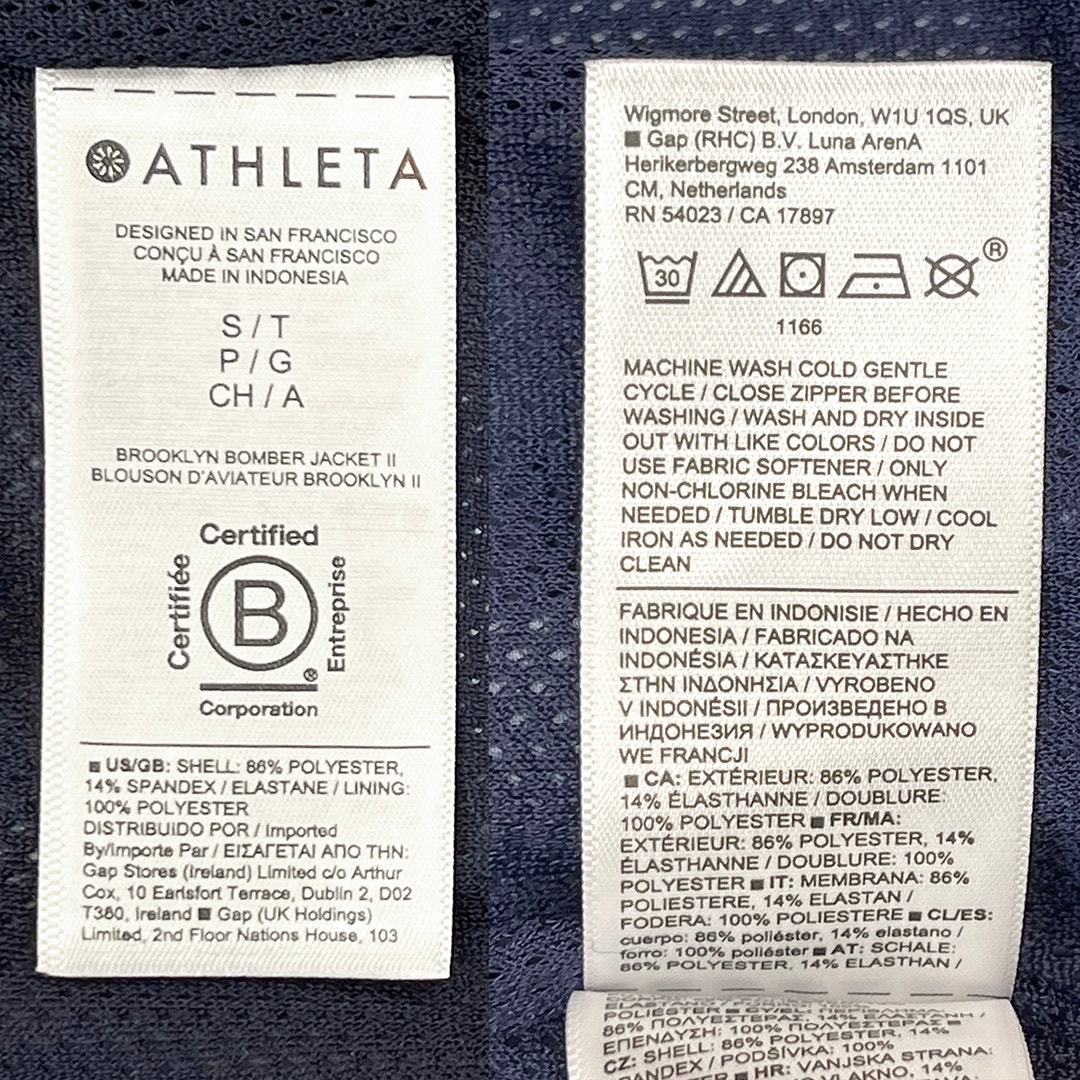 ATHLETA
DESIGNED IN SAN FRANCISCO
CONÇU À SAN FRANCISCO
MADE IN INDONESIA
S / T
P / G
CH / A
BROOKLYN BOMBER JACKET II
BLOUSON D'AVIATEUR BROOKLYN II
Certified
Certifiée
B
Entreprise
®
Corporation
■ US/GB: SHELL: 86% POLYESTER,
14% SPANDEX / ELASTANE / LINING:
100% POLYESTER
DISTRIBUIDO POR / Imported
By/Importe Par / ΕΙΣΑΓΕΤΑΙ ΑΠΟ ΤΗΝ:
Gap Stores (Ireland) Limited c/o Arthur
Cox, 10 Earlsfort Terrace, Dublin 2, D02
T380, Ireland ■ Gap (UK Holdings)
Limited, 2nd Floor Nations House, 103
Wigmore Street, London, W1U 1QS, UK
■ Gap (RHC) B.V. Luna ArenA
Herikerbergweg 238 Amsterdam 1101
CM, Netherlands
RN 54023 / CA 17897
30 ®
1166
MACHINE WASH COLD GENTLE
CYCLE / CLOSE ZIPPER BEFORE
WASHING / WASH AND DRY INSIDE
OUT WITH LIKE COLORS / DO NOT
USE FABRIC SOFTENER / ONLY
NON-CHLORINE BLEACH WHEN
NEEDED / TUMBLE DRY LOW / COOL
IRON AS NEEDED / DO NOT DRY
CLEAN
FABRIQUE EN INDONISIE / HECHO EN
INDONESIA / FABRICADO NA
INDONÉSIA / ΚΑΤΑΣΚΕΥΑΣΤΗΚΕ
ΣΤΗΝ ΙΝΔΟΝΗΣΙΑ / VYROBENO
V INDONÉSII / ПРОИЗВЕДЕНО В
ИНДОНЕЗИЯ / WYPRODUKOWANO
WE FRANCJI
■ CA: EXTÉRIEUR: 86% POLYESTER,
14% ÉLASTHANNE / DOUBLURE:
100% POLYESTER ■ FR/MA:
EXTÉRIEUR: 86% POLYESTER, 14%
ÉLASTHANNE / DOUBLURE: 100%
POLYESTER ■ IT: MEMBRANA: 86%
POLIESTERE, 14% ELASTAN /
FODERA: 100% POLIESTERE ■ CL/ES:
cuerpo: 86% poliéster, 14% elastano /
forro: 100% poliéster ■ AT: SCHALE:
86% POLYESTER, 14% ELASTHAN /
POLIÉSTER ■ CY/EL:
86% ΠΟΛΥΕΣΤΕΡΑΣ, 14% ΕΛΑΣΤΑΝΗ /
ΕΠΕΝΔΥΣΗ: 100% ΠΟΛΥΕΣΤΕΡΑΣ ■
CZ: SHELL: 86% POLYESTER, 14%
SPANDEX / PODŠÍVKA: 100%
■ HR: VANJSKA STRANA:
VLAKNO, 14%